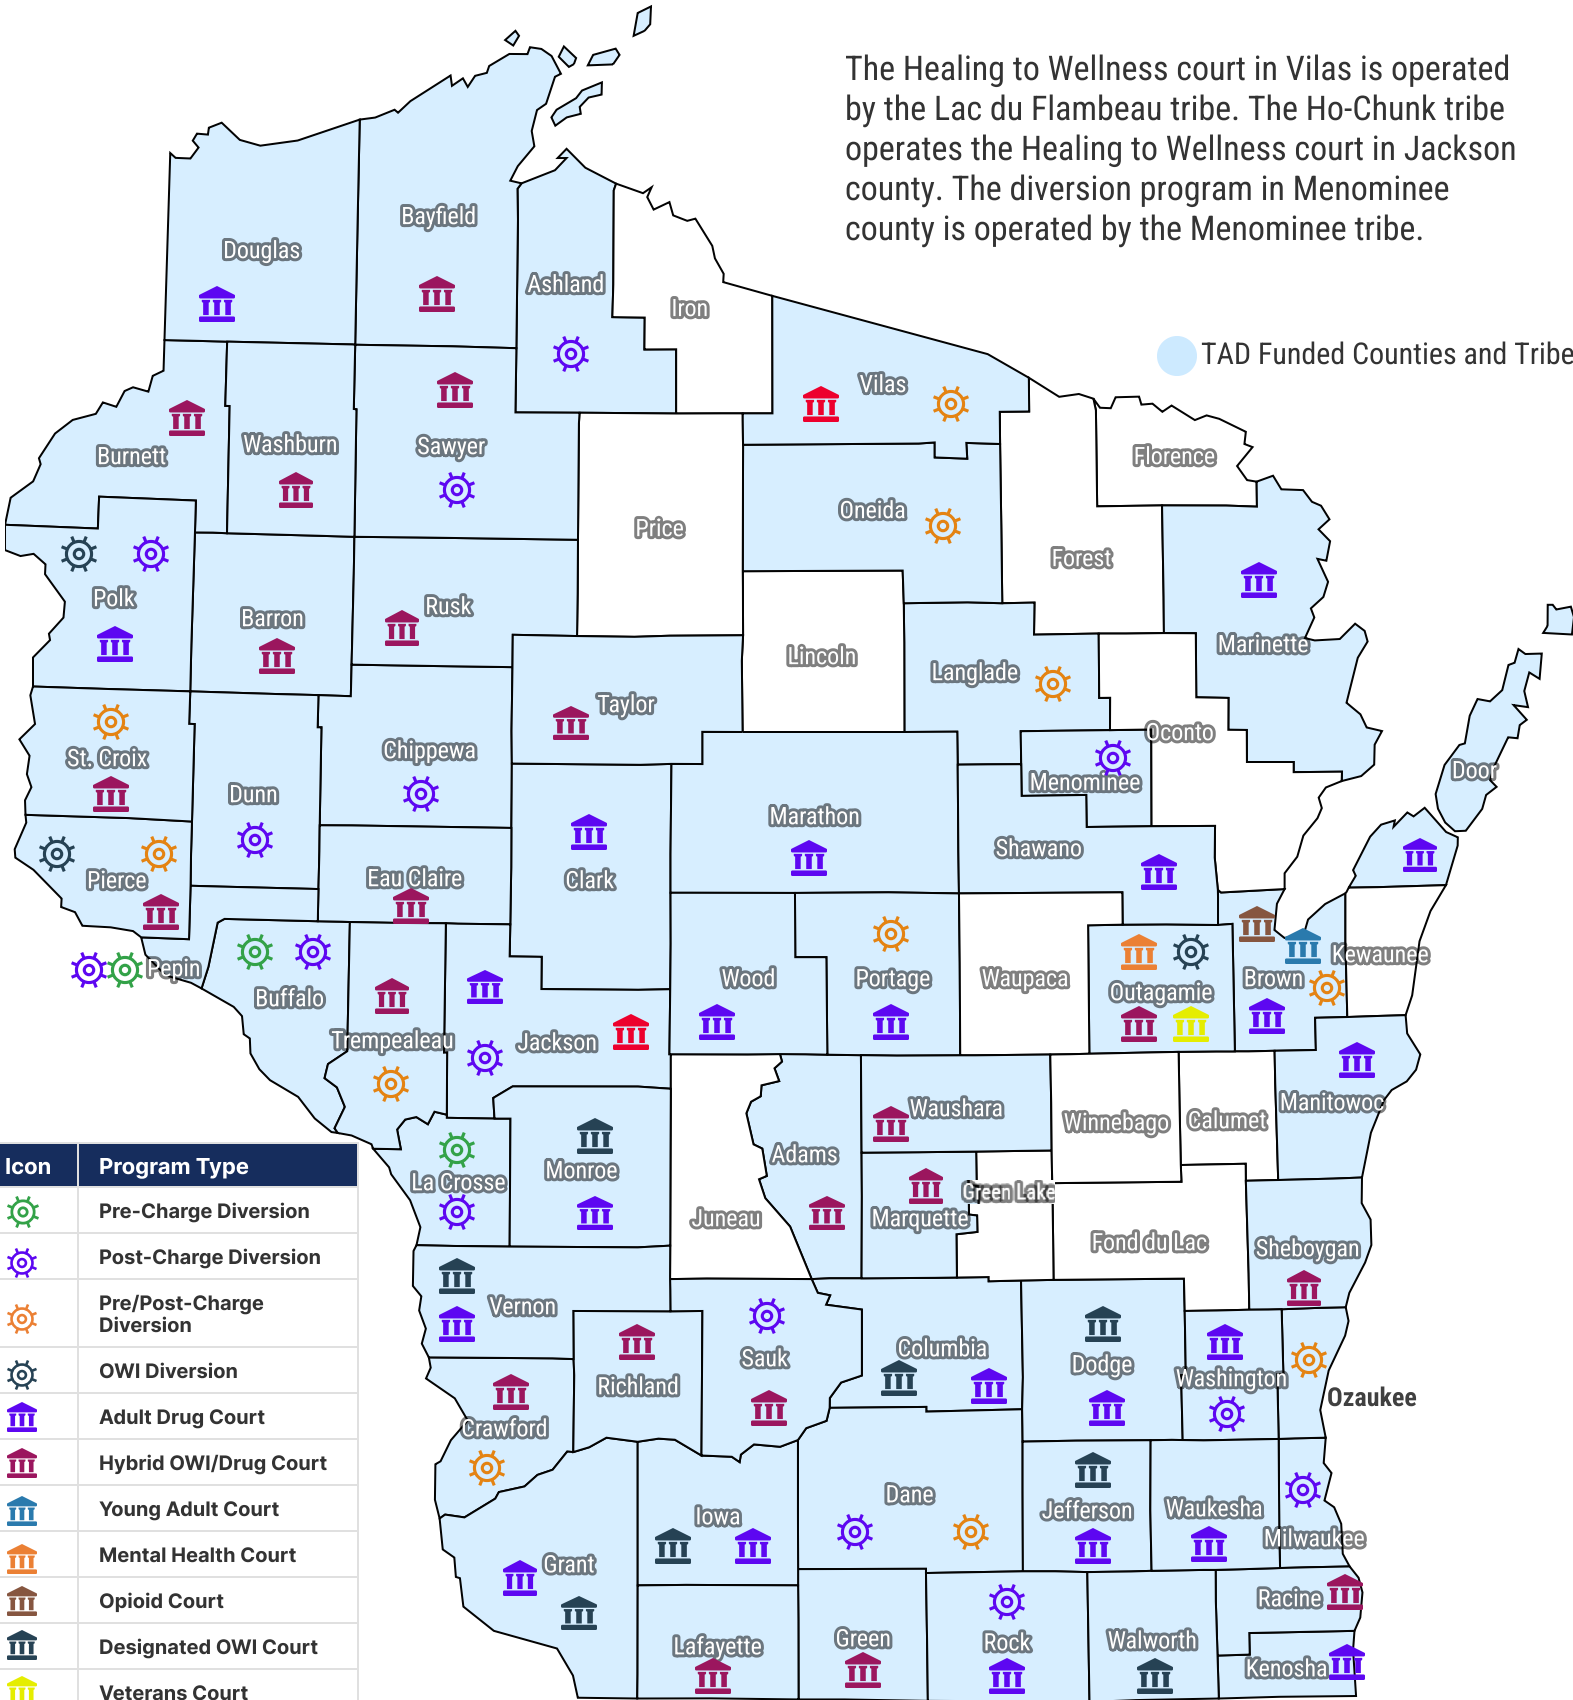 The Healing to Wellness court in Vilas is operated
by the Lac du Flambeau tribe. The Ho-Chunk tribe
operates the Healing to Wellness court in Jackson
county. The diversion program in Menominee
county is operated by the Menominee tribe.
TAD Funded Counties and Tribe
Bayfield
Douglas
Ashland
Iron
Vilas
Burnett
Washburn
Sawyer
Florence
Oneida
Price
Forest
Polk
Barron
Rusk
Marinette
Lincoln
Langlade
Taylor
Oconto
St. Croix
Chippewa
Door
Menominee
Dunn
Marathon
Shawano
Pierce
Eau Claire
Clark
Kewaunee
Pepin
Wood
Portage
Waupaca
Brown
Outagamie
Buffalo
Trempealeau
Jackson
Manitowoc
Waushara
Winnebago
Calumet
Adams
Monroe
La Crosse
Green Lake
Marquette
Juneau
Fond du Lac
Sheboygan
Vernon
Columbia
Sauk
Dodge
Washington
Richland
Ozaukee
Crawford
Dane
Iowa
Jefferson
Waukesha
Milwaukee
Grant
Racine
Lafayette
Green
Rock
Walworth
Kenosha
Icon Program Type
Pre-Charge Diversion
Post-Charge Diversion
Pre/Post-Charge
Diversion
OWI Diversion
Adult Drug Court
Hybrid OWI/Drug Court
Young Adult Court
Mental Health Court
Opioid Court
Designated OWI Court
Veterans Court